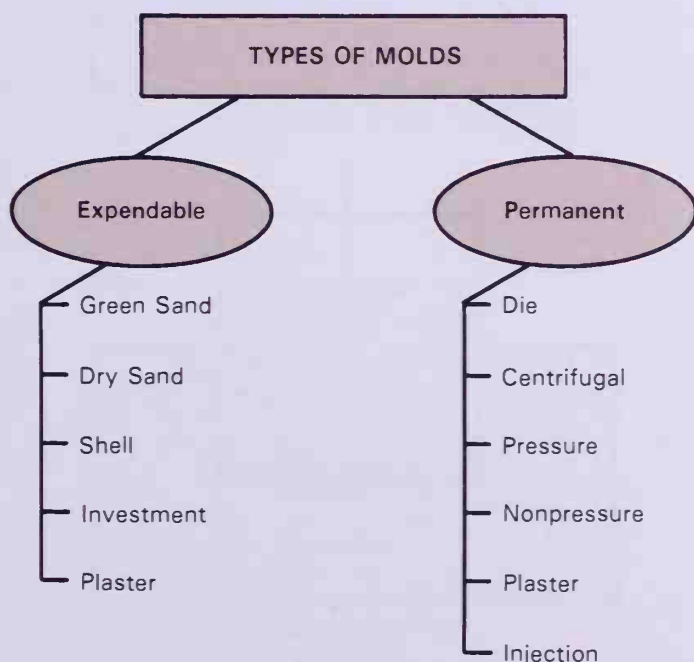 TYPES OF MOLDS
Expendable
Permanent
Green Sand
Dry Sand
Shell
Investment
Plaster
Die
Centrifugal
Pressure
Nonpressure
Plaster
Injection